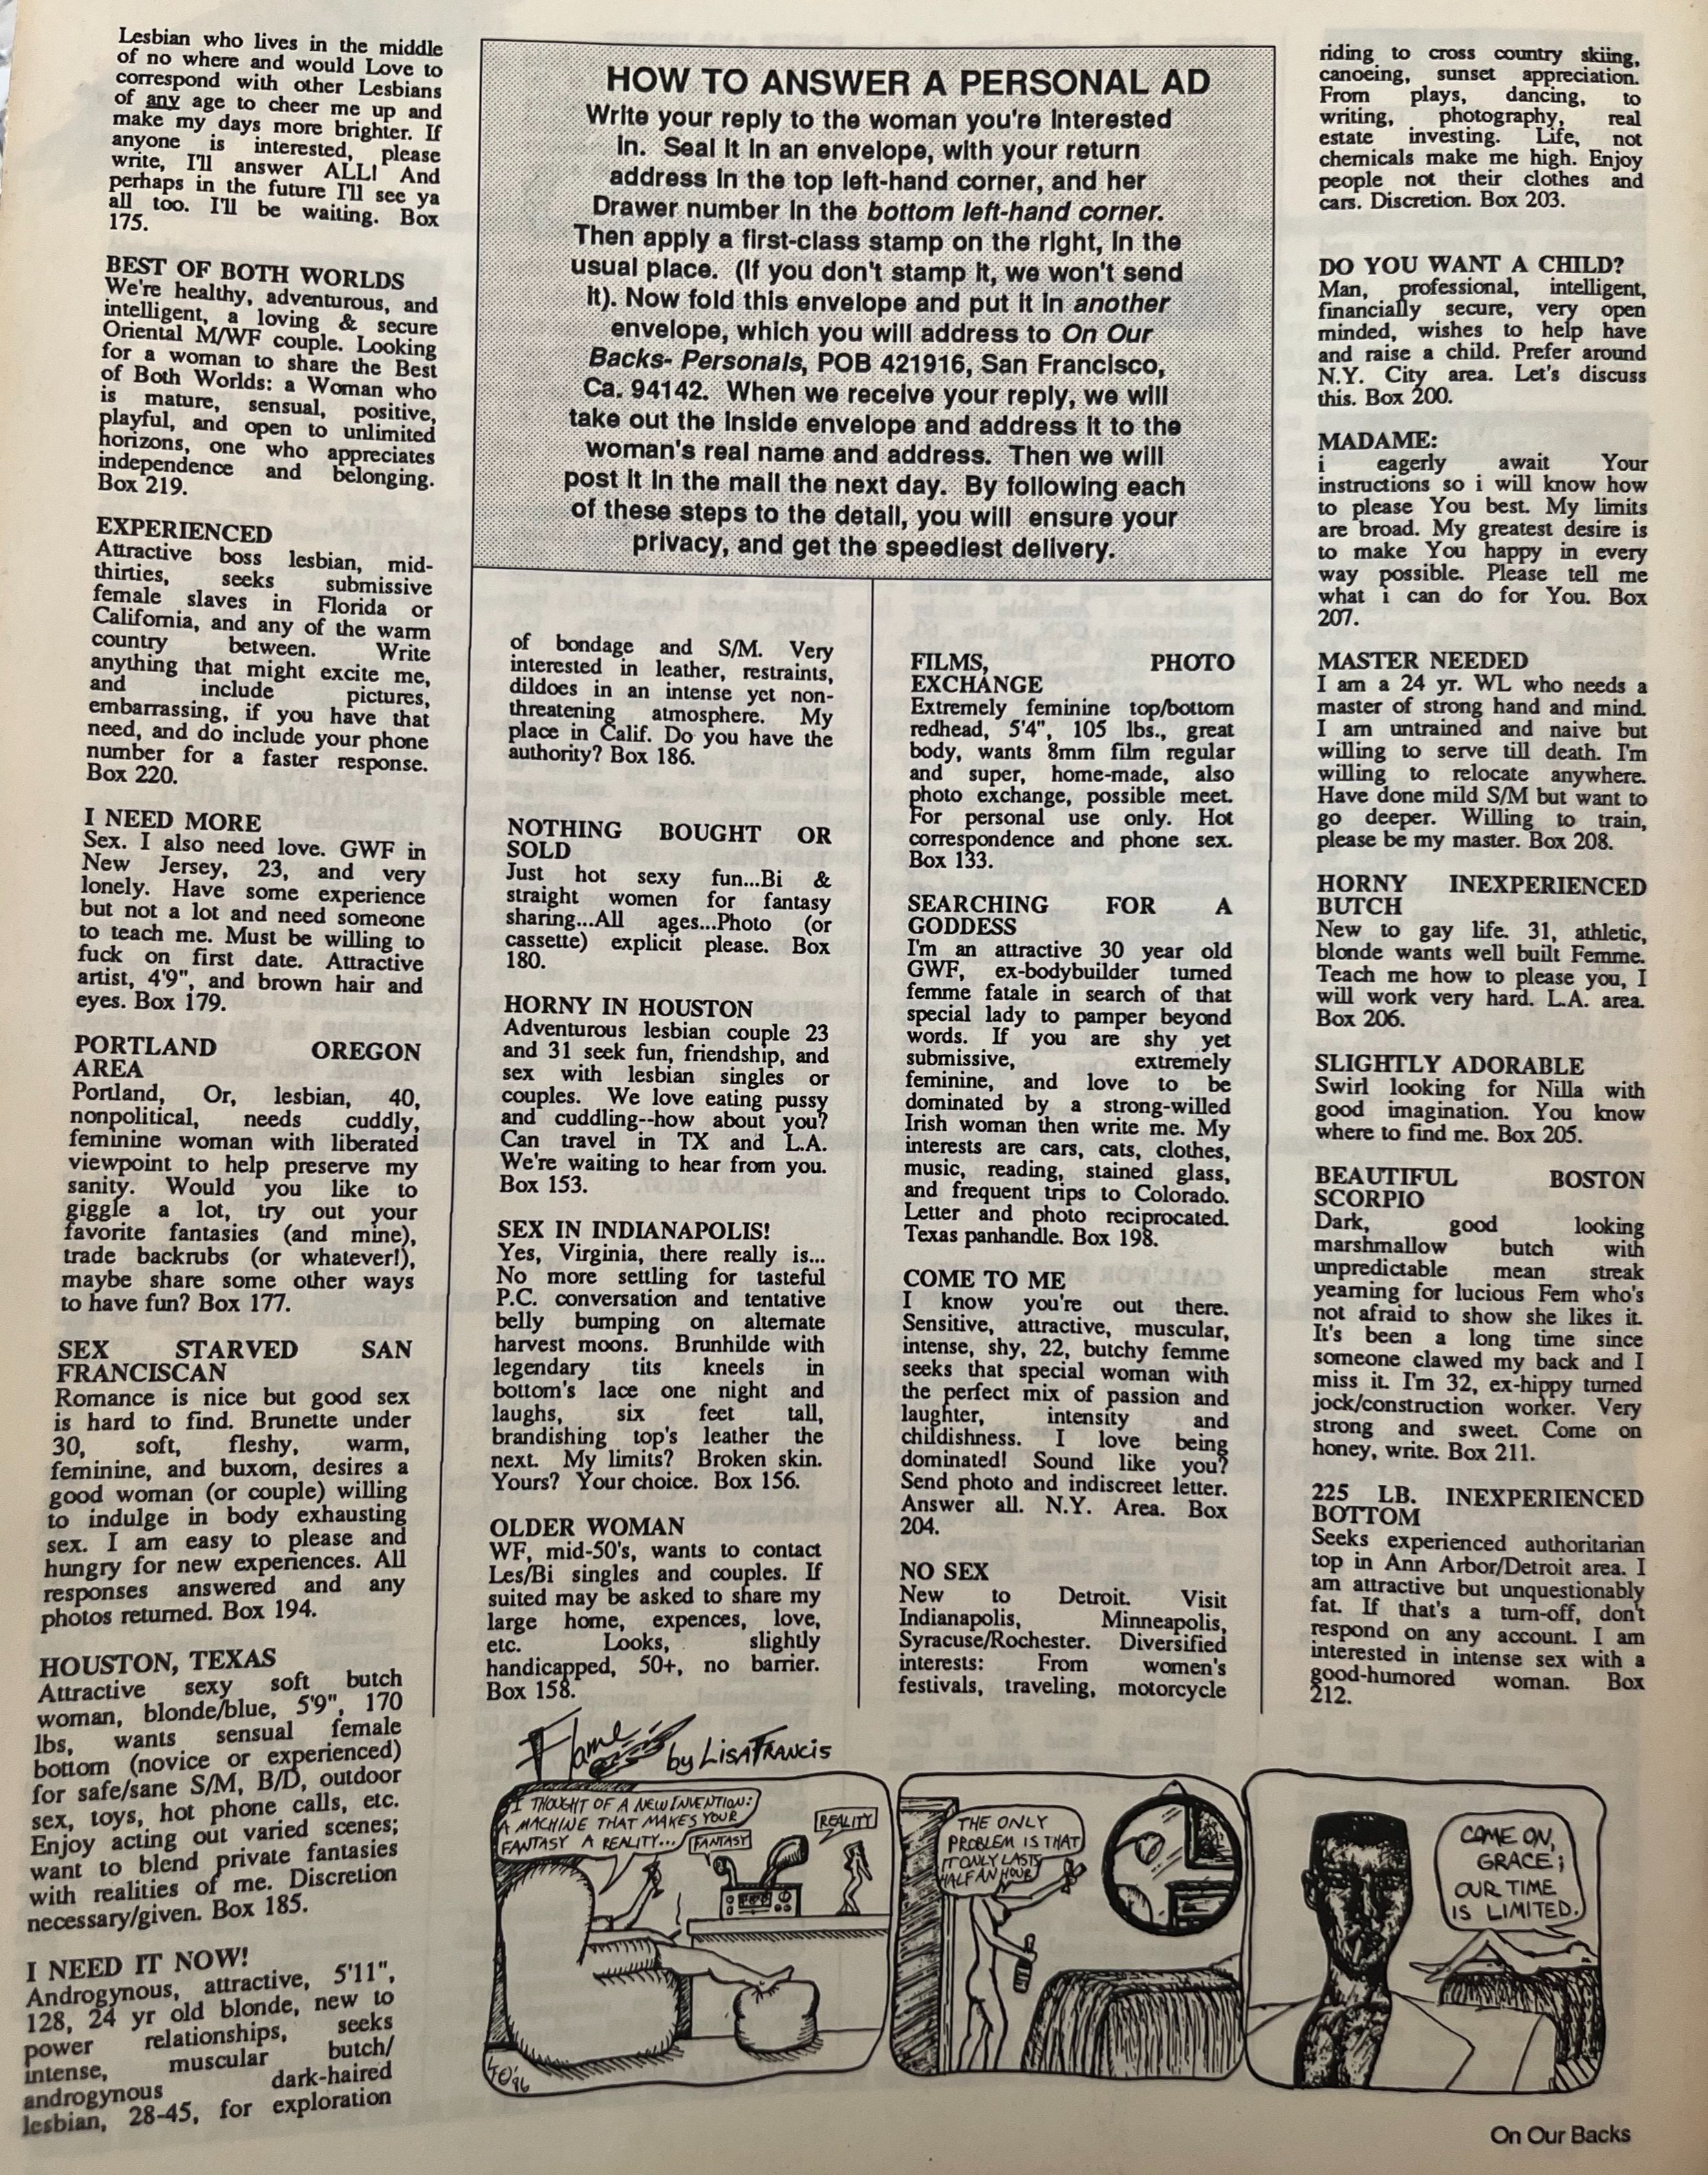 Lesbian who lives in the middle
of no where and would Love to
correspond with other Lesbians
of any age to cheer me up and
make my days more brighter. If
anyone is interested, please
write, I'll answer ALL! And
perhaps in the future I'll see ya
all too. I'll be waiting. Box
175.
BEST OF BOTH WORLDS
We're healthy, adventurous, and
intelligent, a loving & secure
Oriental M/WF couple. Looking
for a woman to share the Best
of Both Worlds: a Woman who
is mature, sensual, positive,
playful, and open to unlimited
horizons, one who appreciates
independence and belonging.
Box 219.
EXPERIENCED
Attractive boss lesbian, mid-
thirties, seeks submissive
female slaves in Florida or
California, and any of the warm
country between. Write
anything that might excite me,
and include pictures,
embarrassing, if you have that
need, and do include your phone
number for a faster response.
Box 220.
I NEED MORE
Sex. I also need love. GWF in
New Jersey, 23, and very
lonely. Have some experience
but not a lot and need someone
to teach me. Must be willing to
fuck on first date. Attractive
artist, 4'9", and brown hair and
eyes. Box 179.
PORTLAND OREGON
AREA
Portland, Or, lesbian, 40,
nonpolitical, needs cuddly,
feminine woman with liberated
viewpoint to help preserve my
sanity. Would you like to
giggle a lot, try out your
favorite fantasies (and mine),
trade backrubs (or whatever!),
maybe share some other ways
to have fun? Box 177.
SEX STARVED SAN
FRANCISCAN
Romance is nice but good sex
is hard to find. Brunette under
30, soft, fleshy, warm,
feminine, and buxom, desires a
good woman (or couple) willing
to indulge in body exhausting
sex. I am easy to please and
hungry for new experiences. All
responses answered and any
photos returned. Box 194.
HOUSTON, TEXAS
Attractive sexy soft butch
woman, blonde/blue, 5'9", 170
lbs, wants sensual female
bottom (novice or experienced)
for safe/sane S/M, B/D, outdoor
sex, toys, hot phone calls, etc.
Enjoy acting out varied scenes;
want to blend private fantasies
with realities of me. Discretion
necessary/given. Box 185.
I NEED IT NOW!
Androgynous, attractive, 5'11",
128, 24 yr old blonde, new to
power relationships, seeks
intense, muscular butch/
androgynous dark-haired
lesbian, 28-45, for exploration
HOW TO ANSWER A PERSONAL AD
Write your reply to the woman you're interested
in. Seal it in an envelope, with your return
address in the top left-hand corner, and her
Drawer number in the bottom left-hand corner.
Then apply a first-class stamp on the right, in the
usual place. (If you don't stamp it, we won't send
it). Now fold this envelope and put it in another
envelope, which you will address to On Our
Backs- Personals, POB 421916, San Francisco,
Ca. 94142. When we receive your reply, we will
take out the inside envelope and address it to the
woman's real name and address. Then we will
post it in the mail the next day. By following each
of these steps to the detail, you will ensure your
privacy, and get the speediest delivery.
of bondage and S/M. Very
interested in leather, restraints,
dildoes in an intense yet non-
threatening atmosphere. My
place in Calif. Do you have the
authority? Box 186.
NOTHING BOUGHT OR
SOLD
Just hot sexy fun...Bi &
straight women for fantasy
sharing...All ages...Photo (or
cassette) explicit please. Box
180.
HORNY IN HOUSTON
Adventurous lesbian couple 23
and 31 seek fun, friendship, and
sex with lesbian singles or
couples. We love eating pussy
and cuddling--how about you?
Can travel in TX and L.A.
We're waiting to hear from you.
Box 153.
SEX IN INDIANAPOLIS!
Yes, Virginia, there really is...
No more settling for tasteful
P.C. conversation and tentative
belly bumping on alternate
harvest moons. Brunhilde with
legendary tits kneels in
bottom's lace one night and
laughs, six feet tall,
brandishing top's leather the
next. My limits? Broken skin.
Yours? Your choice. Box 156.
OLDER WOMAN
WF, mid-50's, wants to contact
Les/Bi singles and couples. If
suited may be asked to share my
large home, expences, love,
etc. Looks, slightly
handicapped, 50+, no barrier.
Box 158.
FILMS, PHOTO
EXCHANGE
Extremely feminine top/bottom
redhead, 5'4", 105 lbs., great
body, wants 8mm film regular
and super, home-made, also
photo exchange, possible meet.
For personal use only. Hot
correspondence and phone sex.
Box 133.
SEARCHING FOR A
GODDESS
I'm an attractive 30 year old
GWF, ex-bodybuilder turned
femme fatale in search of that
special lady to pamper beyond
words. If you are shy yet
submissive, extremely
feminine, and love to be
dominated by a strong-willed
Irish woman then write me. My
interests are cars, cats, clothes,
music, reading, stained glass,
and frequent trips to Colorado.
Letter and photo reciprocated.
Texas panhandle. Box 198.
COME TO ME
I know you're out there.
Sensitive, attractive, muscular,
intense, shy, 22, butchy femme
seeks that special woman with
the perfect mix of passion and
laughter, intensity and
childishness. I love being
dominated! Sound like you?
Send photo and indiscreet letter.
Answer all. N.Y. Area. Box
204.
NO SEX
New to Detroit. Visit
Indianapolis, Minneapolis,
Syracuse/Rochester. Diversified
interests: From women's
festivals, traveling, motorcycle
riding to cross country skiing,
canoeing, sunset appreciation.
From plays, dancing, to
writing, photography, real
estate investing. Life, not
chemicals make me high. Enjoy
people not their clothes and
cars. Discretion. Box 203.
DO YOU WANT A CHILD?
Man, professional, intelligent,
financially secure, very open
minded, wishes to help have
and raise a child. Prefer around
N.Y. City area. Let's discuss
this. Box 200.
MADAME:
i eagerly await Your
instructions so i will know how
to please You best. My limits
are broad. My greatest desire is
to make You happy in every
way possible. Please tell me
what i can do for You. Box
207.
MASTER NEEDED
I am a 24 yr. WL who needs a
master of strong hand and mind.
I am untrained and naive but
willing to serve till death. I'm
willing to relocate anywhere.
Have done mild S/M but want to
go deeper. Willing to train,
please be my master. Box 208.
HORNY INEXPERIENCED
BUTCH
New to gay life. 31, athletic,
blonde wants well built Femme.
Teach me how to please you, I
will work very hard. L.A. area.
Box 206.
SLIGHTLY ADORABLE
Swirl looking for Nilla with
good imagination. You know
where to find me. Box 205.
BEAUTIFUL BOSTON
SCORPIO
Dark, good looking
marshmallow butch with
unpredictable mean streak
yearning for lucious Fem who's
not afraid to show she likes it.
It's been a long time since
someone clawed my back and I
miss it. I'm 32, ex-hippy turned
jock/construction worker. Very
strong and sweet. Come on
honey, write. Box 211.
225 LB. INEXPERIENCED
BOTTOM
Seeks experienced authoritarian
top in Ann Arbor/Detroit area. I
am attractive but unquestionably
fat. If that's a turn-off, don't
respond on any account. I am
interested in intense sex with a
good-humored woman. Box
212.
Flame by LISA FRANCIS
I THOUGHT OF A NEW INVENTION:
A MACHINE THAT MAKES YOUR
FANTASY A REALITY...
FANTASY
REALITY
THE ONLY
PROBLEM IS THAT
IT ONLY LASTS
HALF AN HOUR
COME ON,
GRACE;
OUR TIME
IS LIMITED.
On Our Backs